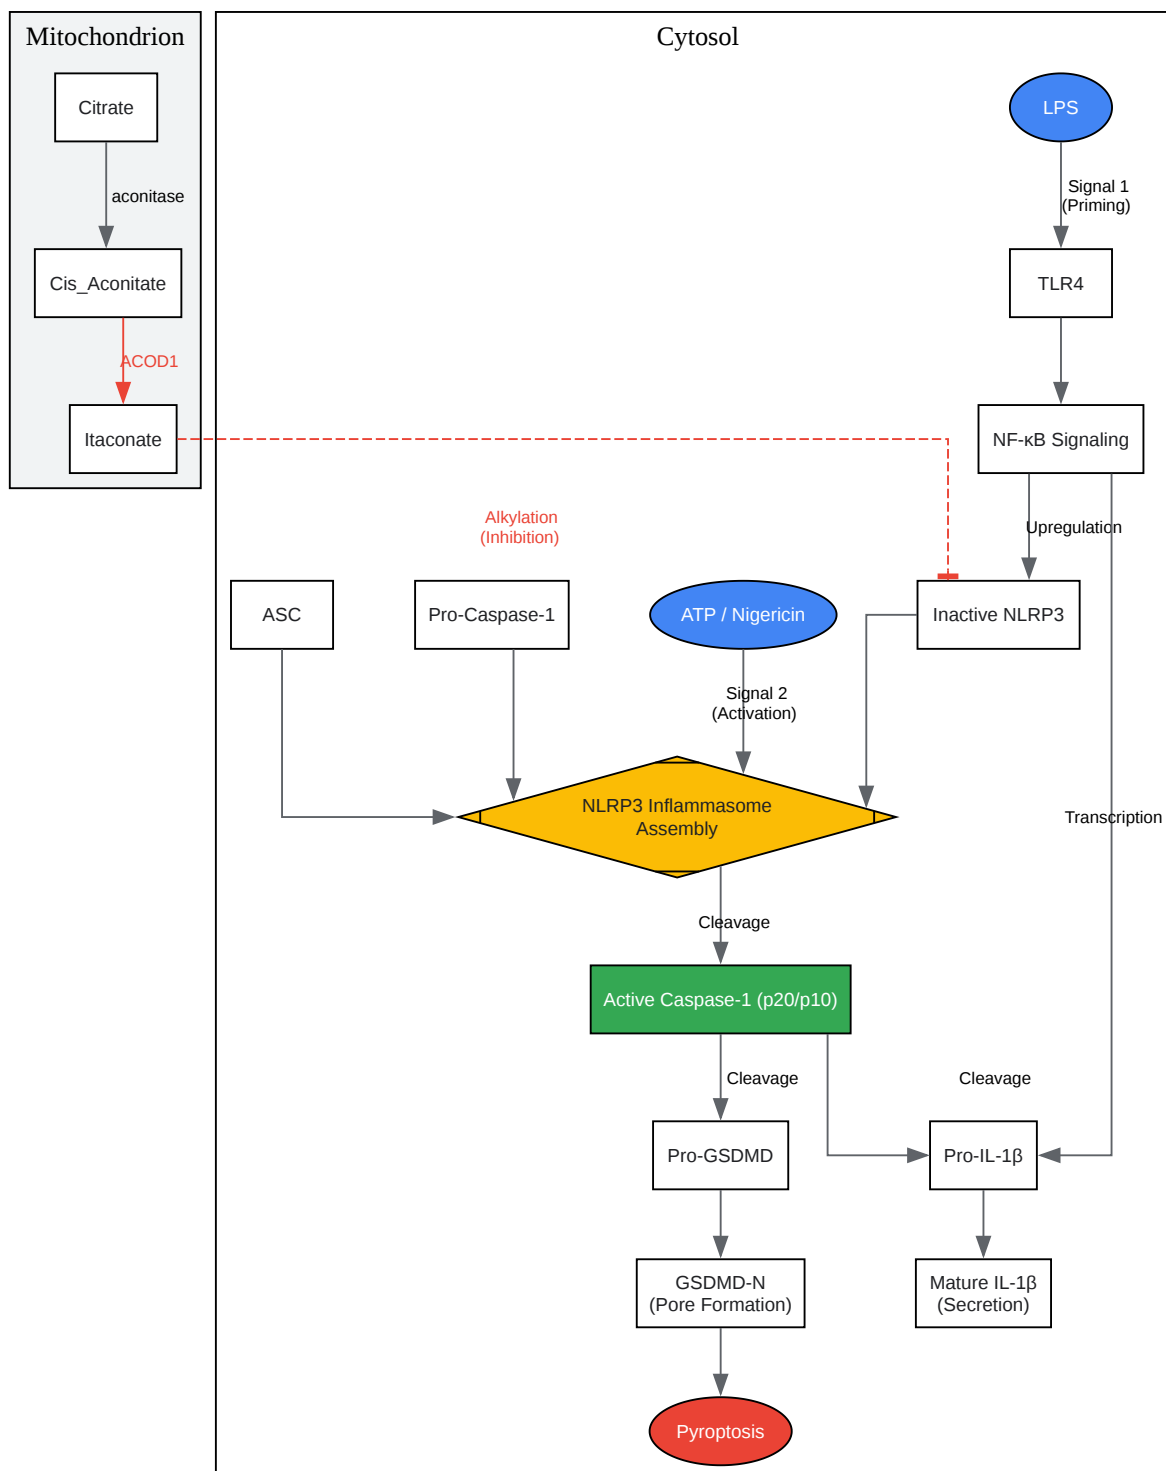 Mitochondrion
Cytosol
Citrate
LPS
aconitase
Signal 1
(Priming)
Cis_Aconitate
TLR4
ACOD1
Itaconate
NF-κB Signaling
Alkylation
(Inhibition)
Upregulation
ASC
Pro-Caspase-1
ATP / Nigericin
Inactive NLRP3
Signal 2
(Activation)
NLRP3 Inflammasome
Assembly
Transcription
Cleavage
Active Caspase-1 (p20/p10)
Cleavage
Cleavage
Pro-GSDMD
Pro-IL-1β
GSDMD-N
(Pore Formation)
Mature IL-1β
(Secretion)
Pyroptosis